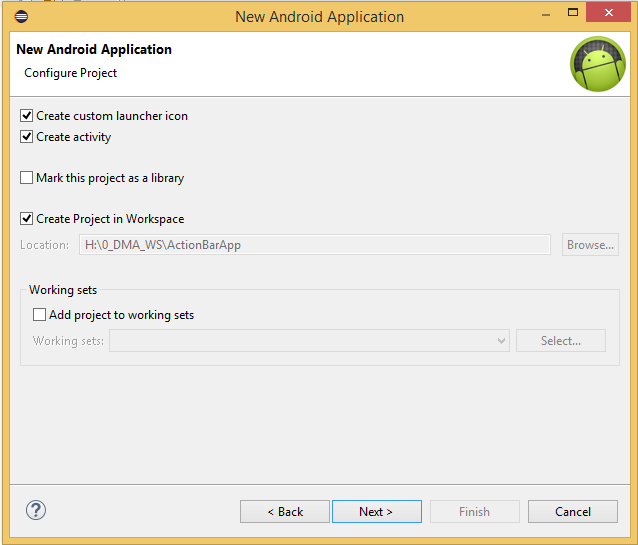 New Android Application
New Android Application
Configure Project
Create custom launcher icon
Create activity
Mark this project as a library
Create Project in Workspace
Location: H:\0_DMA_WS\ActionBarApp Browse...
Working sets
Add project to working sets
Working sets: Select...
? < Back Next > Finish Cancel